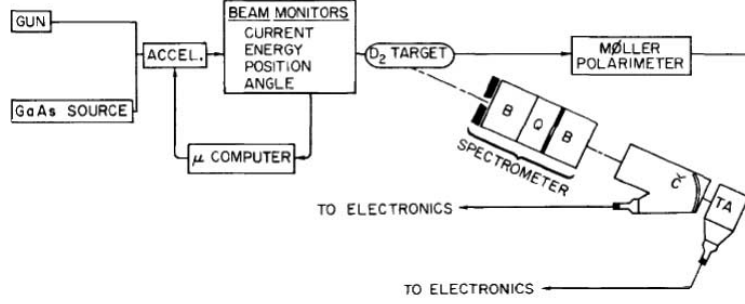 GUN
GaAs SOURCE
ACCEL.
BEAM MONITORS
CURRENT
ENERGY
POSITION
ANGLE
μ COMPUTER
D₂ TARGET
MØLLER
POLARIMETER
B Q B
SPECTROMETER
Č
TA
TO ELECTRONICS
TO ELECTRONICS